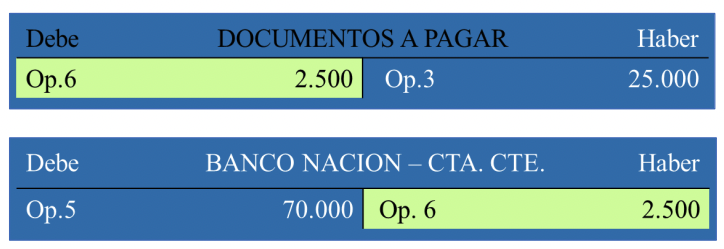 Debe DOCUMENTOS A PAGAR Haber
Op.6 2.500 Op.3 25.000
Debe BANCO NACION – CTA. CTE. Haber
Op.5 70.000 Op. 6 2.500